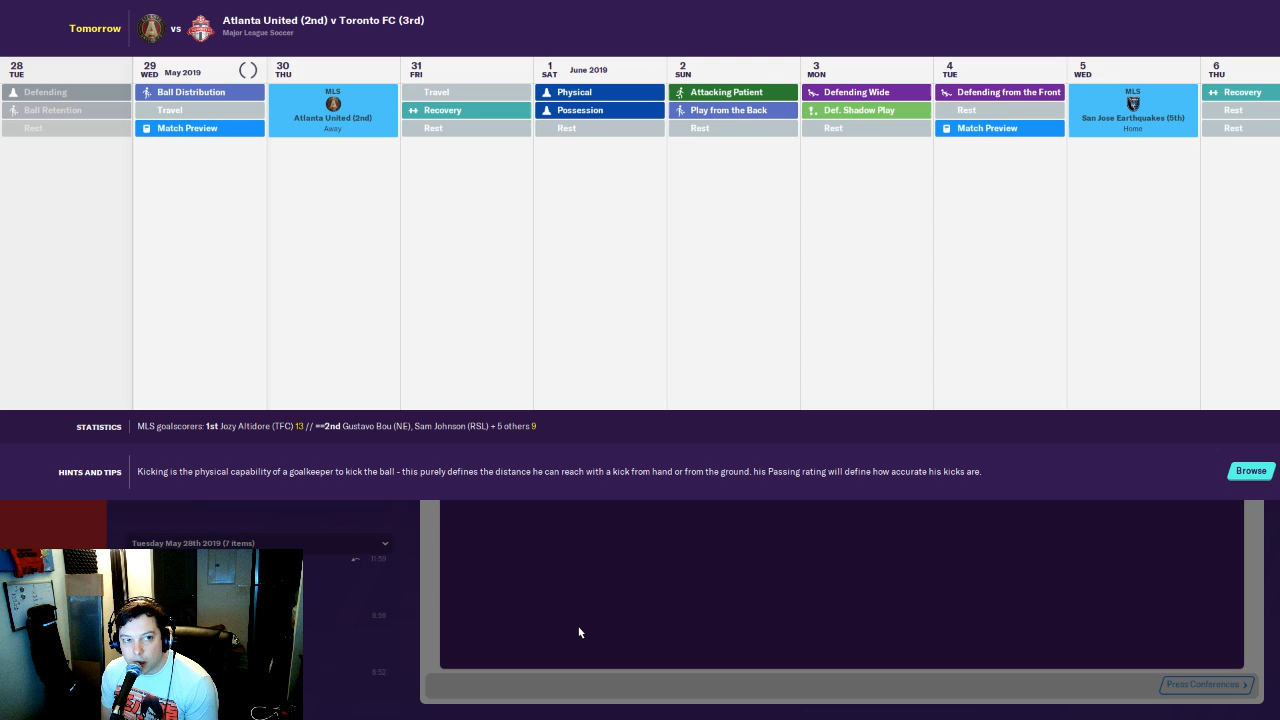 Tomorrow
vs
Atlanta United (2nd) v Toronto FC (3rd)
Major League Soccer
28
TUE
Defending
Ball Retention
Rest
29
WED May 2019
Ball Distribution
Travel
Match Preview
30
THU
MLS
Atlanta United (2nd)
Away
31
FRI
Travel
Recovery
Rest
1
SAT June 2019
Physical
Possession
Rest
2
SUN
Attacking Patient
Play from the Back
Rest
3
MON
Defending Wide
Def. Shadow Play
Rest
4
TUE
Defending from the Front
Rest
Match Preview
5
WED
MLS
San Jose Earthquakes (5th)
Home
6
THU
Recovery
Rest
Rest
STATISTICS
MLS goalscorers: 1st Jozy Altidore (TFC) 13 // ==2nd Gustavo Bou (NE), Sam Johnson (RSL) + 5 others 9
HINTS AND TIPS
Kicking is the physical capability of a goalkeeper to kick the ball - this purely defines the distance he can reach with a kick from hand or from the ground. his Passing rating will define how accurate his kicks are.
Browse
Tuesday May 28th 2019 (7 items)
11:59
8:56
8:52
Press Conferences